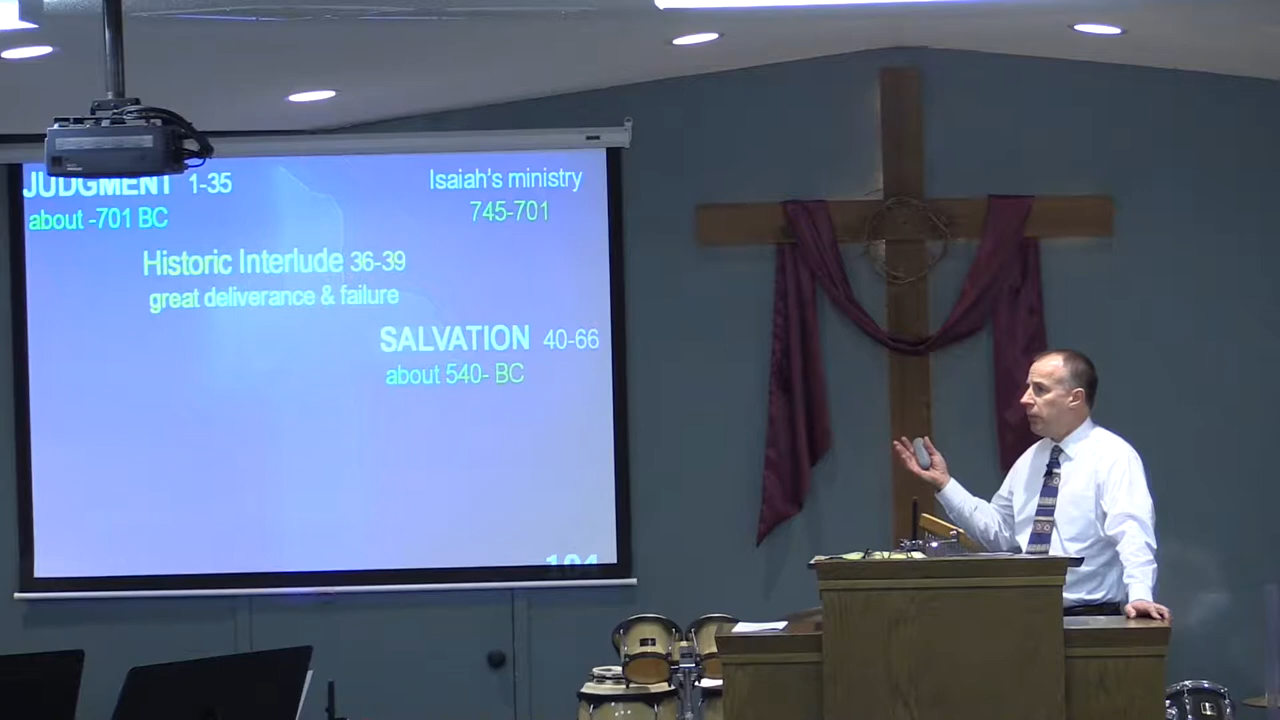 JUDGMENT 1-35
about -701 BC
Isaiah's ministry
745-701
Historic Interlude 36-39
great deliverance & failure
SALVATION 40-66
about 540- BC